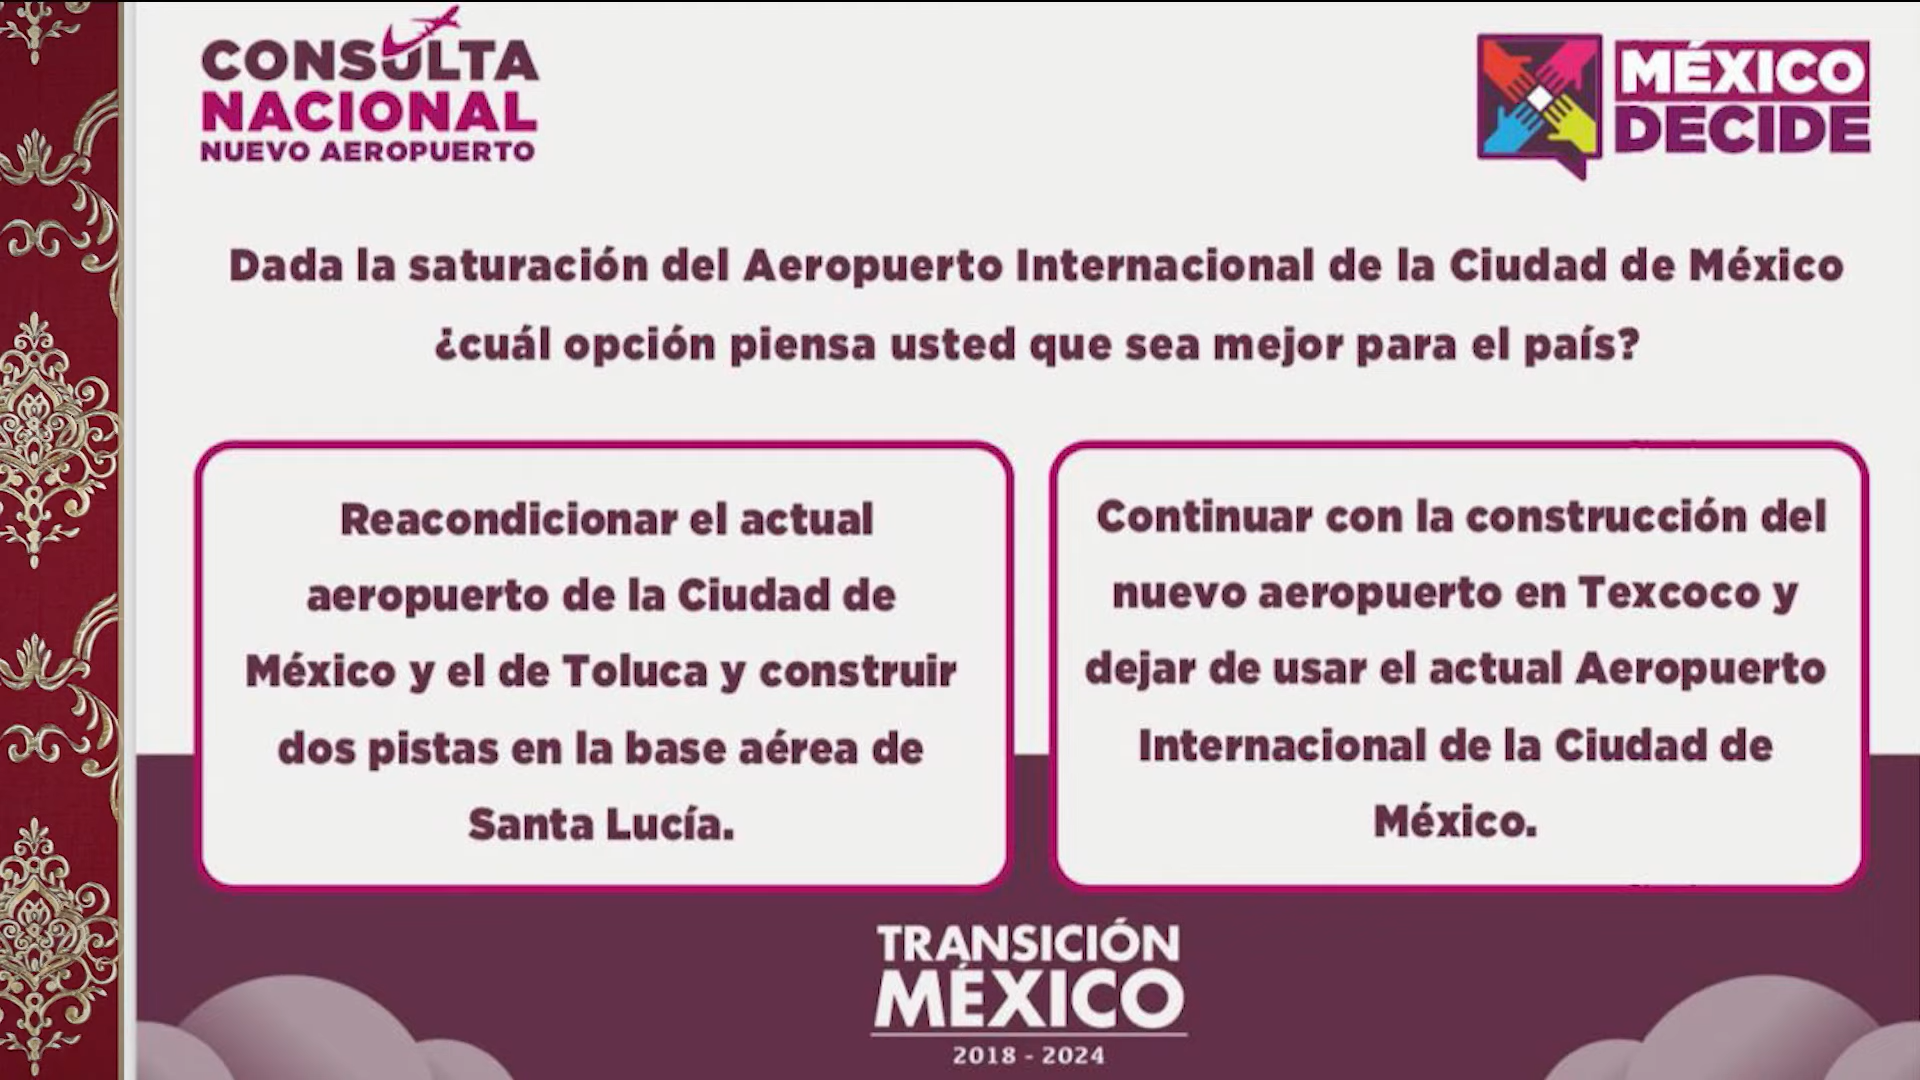 CONSULTA
NACIONAL
NUEVO AEROPUERTO
MÉXICO
DECIDE
Dada la saturación del Aeropuerto Internacional de la Ciudad de México
¿cuál opción piensa usted que sea mejor para el país?
Reacondicionar el actual
aeropuerto de la Ciudad de
México y el de Toluca y construir
dos pistas en la base aérea de
Santa Lucía.
Continuar con la construcción del
nuevo aeropuerto en Texcoco y
dejar de usar el actual Aeropuerto
Internacional de la Ciudad de
México.
TRANSICIÓN
MÉXICO
2018 - 2024